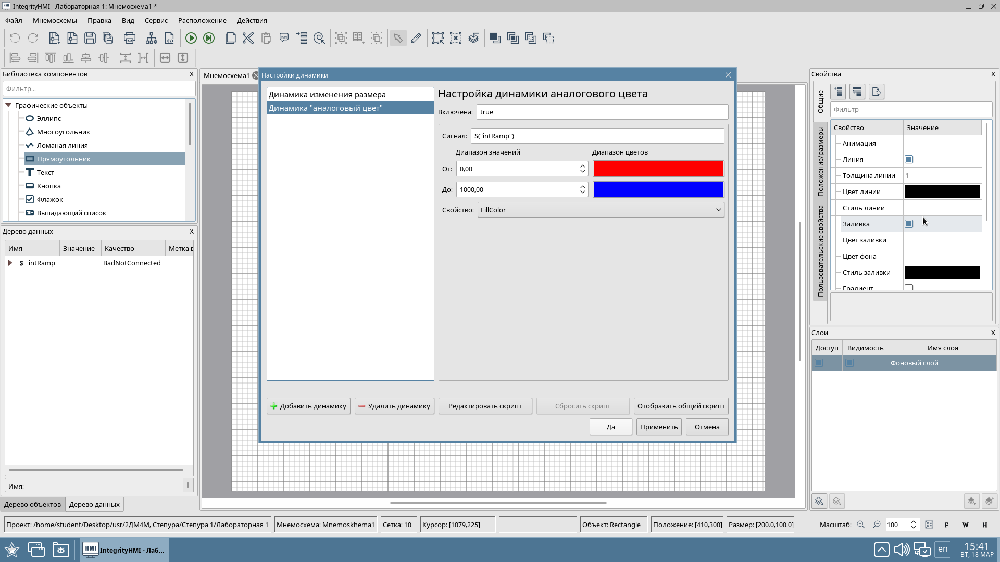 IntegrityHMI - Лабораторная 1: Мнемосхема1 *
Файл Мнемосхемы Правка Вид Сервис Расположение Действия
Библиотека компонентов X
Фильтр...
Графические объекты
Эллипс
Многоугольник
Ломаная линия
Прямоугольник
Текст
Кнопка
Флажок
Выпадающий список
Дерево данных X
Имя Значение Качество Метка в
S intRamp BadNotConnected
Имя:
Дерево объектов Дерево данных
Мнемосхема1
Настройки динамики
Динамика изменения размера
Динамика "аналоговый цвет"
Настройка динамики аналогового цвета
Включена: true
Сигнал: S("intRamp")
Диапазон значений Диапазон цветов
От: 0,00
До: 1000,00
Свойство: FillColor
Добавить динамику Удалить динамику Редактировать скрипт Сбросить скрипт Отобразить общий скрипт
Да Применить Отмена
Свойства X
Общие
Положение/размеры
Пользовательские свойства
Фильтр
Свойство Значение
Анимация
Линия
Толщина линии 1
Цвет линии
Стиль линии
Заливка
Цвет заливки
Цвет фона
Стиль заливки
Градиент
Слои X
Доступ Видимость Имя слоя
Фоновый слой
Проект: /home/student/Desktop/usr/2ДМ4М, Степура/Степура 1/Лабораторная 1 Мнемосхема: Mnemoskhema1 Сетка: 10 Курсор: [1079,225] Объект: Rectangle Положение: [410,300] Размер: [200.0,100.0] Масштаб: 100 F W H
HMI IntegrityHMI - Лаб... en 15:41
ВТ, 18 МАР